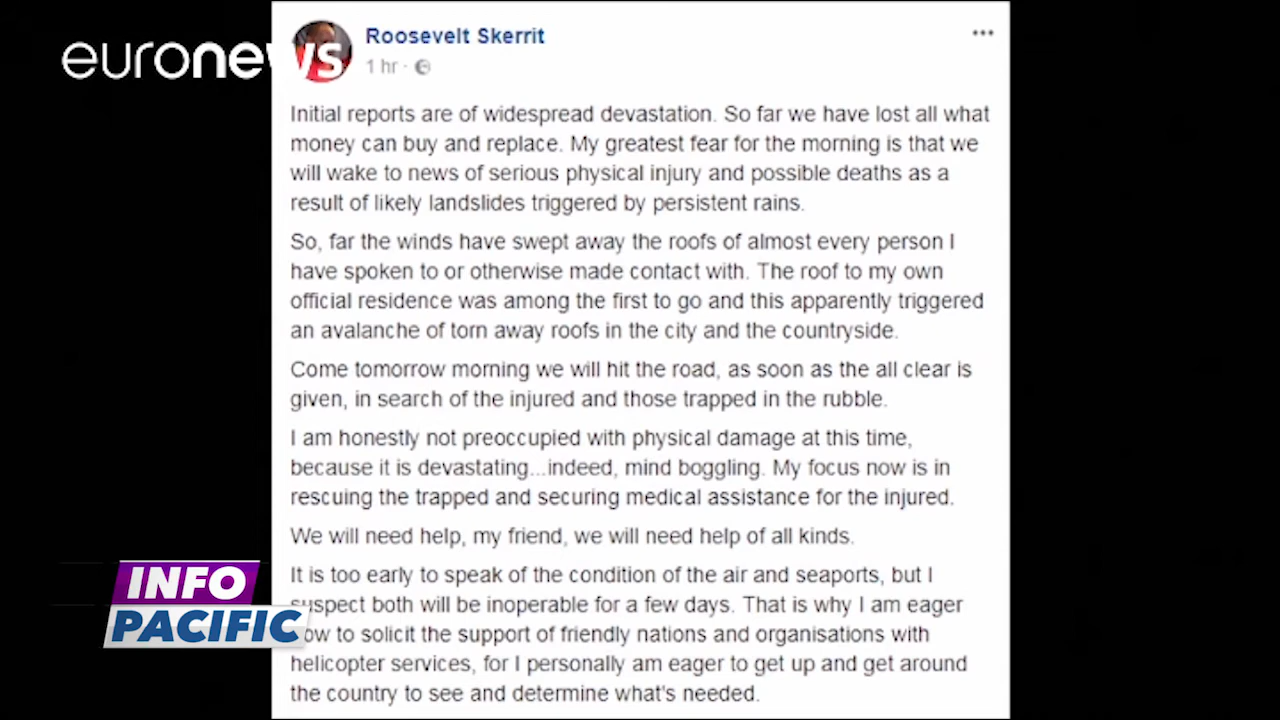 euronews
Roosevelt Skerrit
1 hr ·
Initial reports are of widespread devastation. So far we have lost all what
money can buy and replace. My greatest fear for the morning is that we
will wake to news of serious physical injury and possible deaths as a
result of likely landslides triggered by persistent rains.
So, far the winds have swept away the roofs of almost every person I
have spoken to or otherwise made contact with. The roof to my own
official residence was among the first to go and this apparently triggered
an avalanche of torn away roofs in the city and the countryside.
Come tomorrow morning we will hit the road, as soon as the all clear is
given, in search of the injured and those trapped in the rubble.
I am honestly not preoccupied with physical damage at this time,
because it is devastating...indeed, mind boggling. My focus now is in
rescuing the trapped and securing medical assistance for the injured.
We will need help, my friend, we will need help of all kinds.
It is too early to speak of the condition of the air and seaports, but I
suspect both will be inoperable for a few days. That is why I am eager
now to solicit the support of friendly nations and organisations with
helicopter services, for I personally am eager to get up and get around
the country to see and determine what's needed.
INFO
PACIFIC